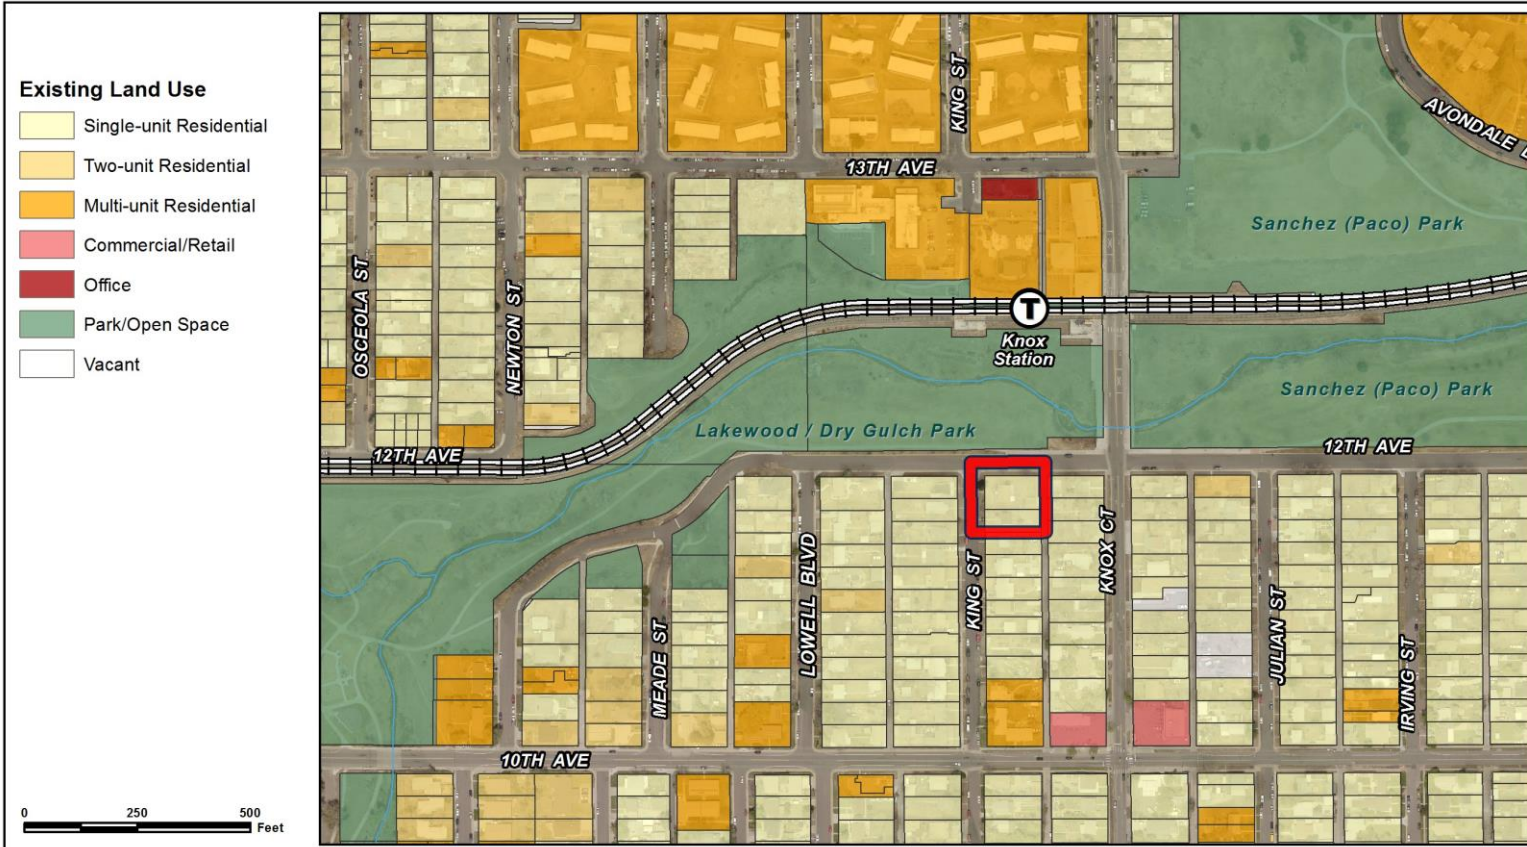 Existing Land Use
Single-unit Residential
Two-unit Residential
Multi-unit Residential
Commercial/Retail
Office
Park/Open Space
Vacant
0 250 500
Feet
KING ST
AVONDALE
13TH AVE
Sanchez (Paco) Park
OSCEOLA ST
NEWTON ST
T
Knox
Station
Sanchez (Paco) Park
Lakewood / Dry Gulch Park
12TH AVE
12TH AVE
LOWELL BLVD
KING ST
KNOX CT
MEADE ST
JULIAN ST
IRVING ST
10TH AVE